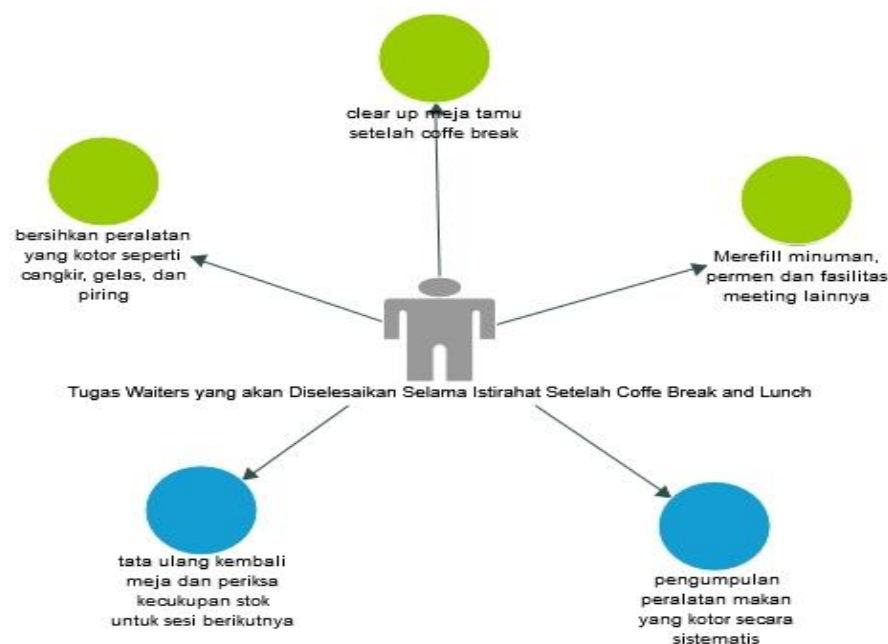 clear up meja tamu
setelah coffe break
bersihkan peralatan
yang kotor seperti
cangkir, gelas, dan
piring
Merefill minuman,
permen dan fasilitas
meeting lainnya
Tugas Waiters yang akan Diselesaikan Selama Istirahat Setelah Coffe Break and Lunch
tata ulang kembali
meja dan periksa
kecukupan stok
untuk sesi berikutnya
pengumpulan
peralatan makan
yang kotor secara
sistematis